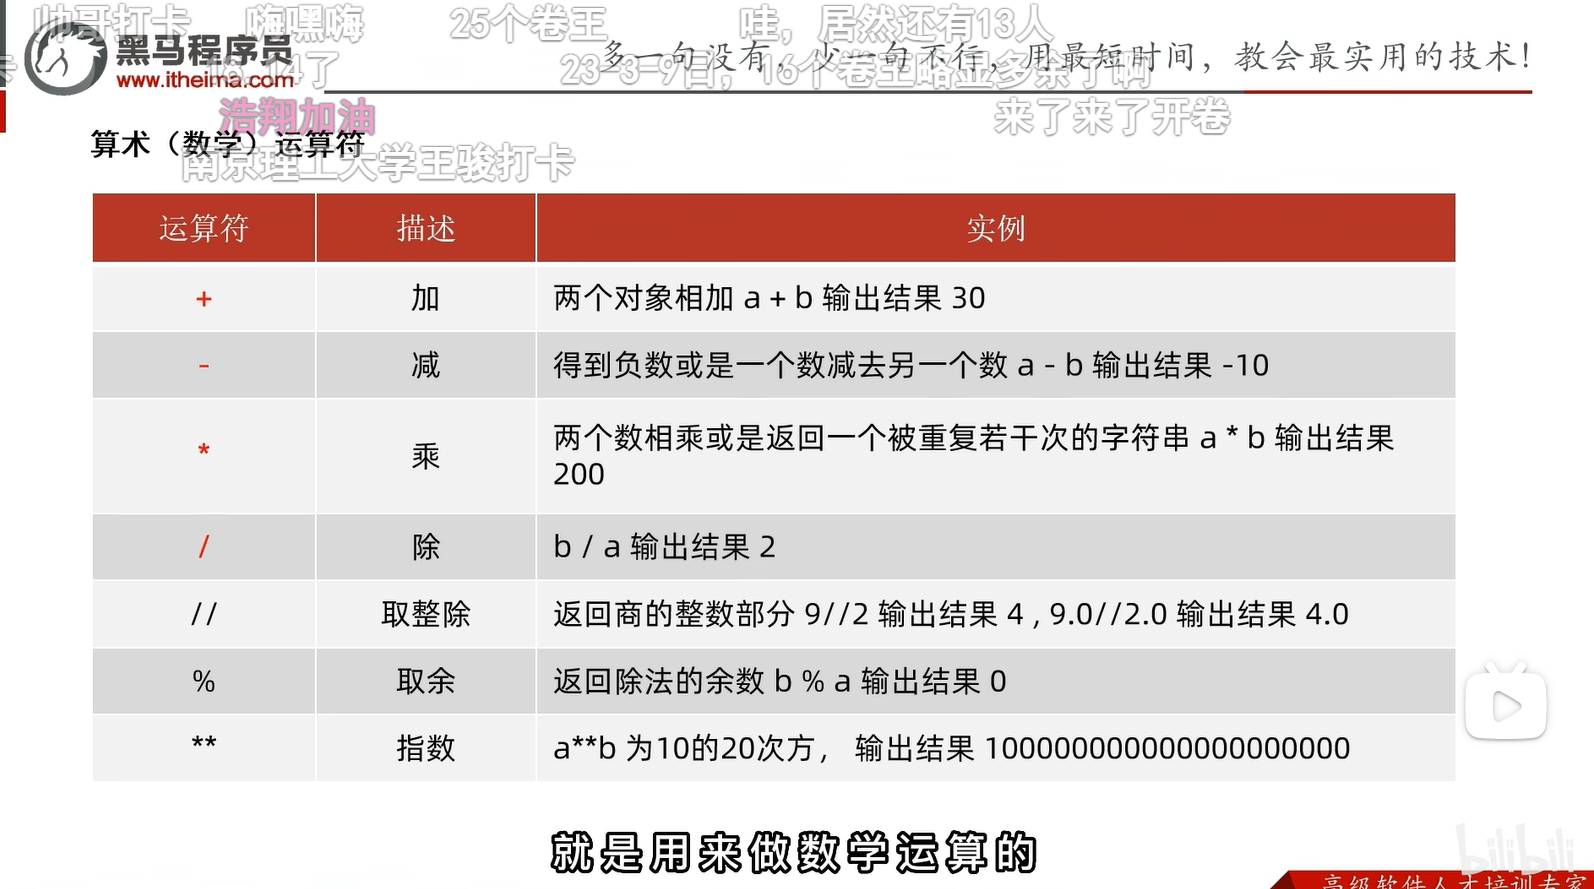 帅哥打卡 嗨嘿嗨 25个卷王 哇，居然还有13人
黑马程序员
多一句没有，少一句不行，用最短时间，教会最实用的技术！
23-3-9日，16个卷王略显多余了啊
www.itheima.com
浩翔加油 来了来了开卷
算术（数学）运算符
南京理工大学王骏打卡
运算符 描述 实例
+ 加 两个对象相加 a + b 输出结果 30
- 减 得到负数或是一个数减去另一个数 a - b 输出结果 -10
* 乘 两个数相乘或是返回一个被重复若干次的字符串 a * b 输出结果
200
/ 除 b / a 输出结果 2
// 取整除 返回商的整数部分 9//2 输出结果 4 , 9.0//2.0 输出结果 4.0
% 取余 返回除法的余数 b % a 输出结果 0
** 指数 a**b 为10的20次方， 输出结果 100000000000000000000
就是用来做数学运算的
bilibili
高级软件人才培训专家